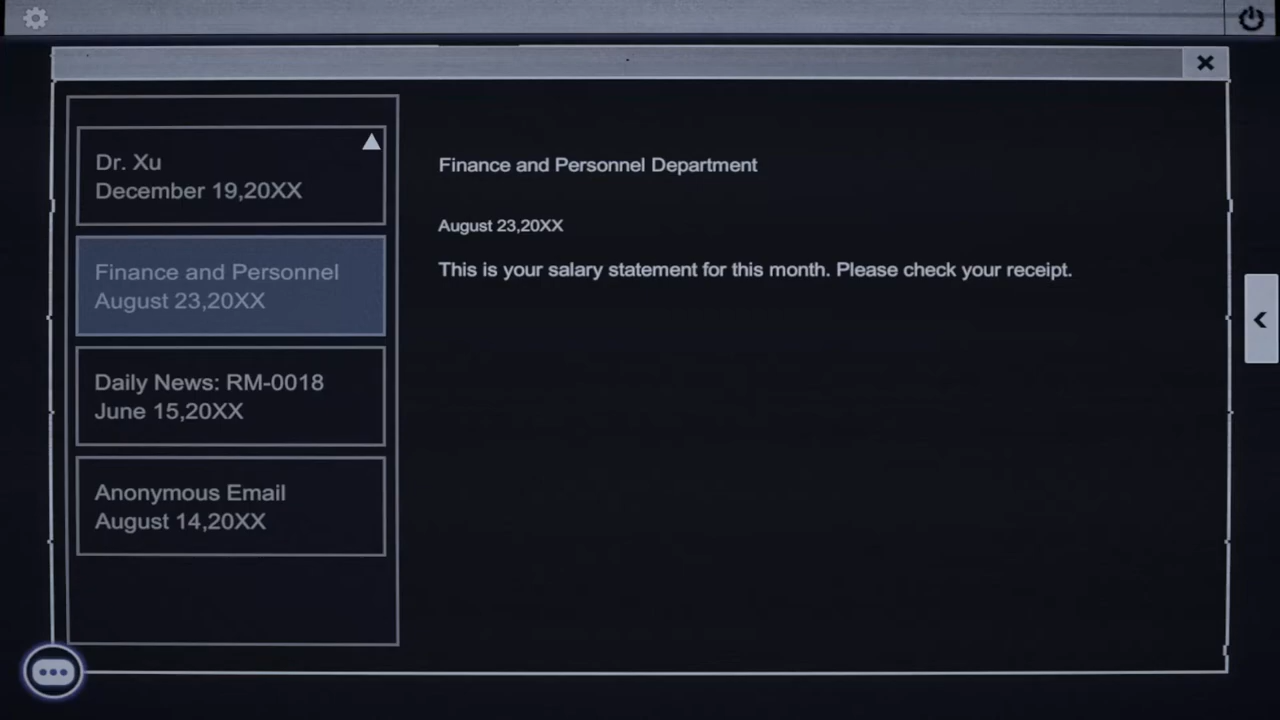 Dr. Xu
December 19,20XX
Finance and Personnel
August 23,20XX
Daily News: RM-0018
June 15,20XX
Anonymous Email
August 14,20XX
Finance and Personnel Department
August 23,20XX
This is your salary statement for this month. Please check your receipt.